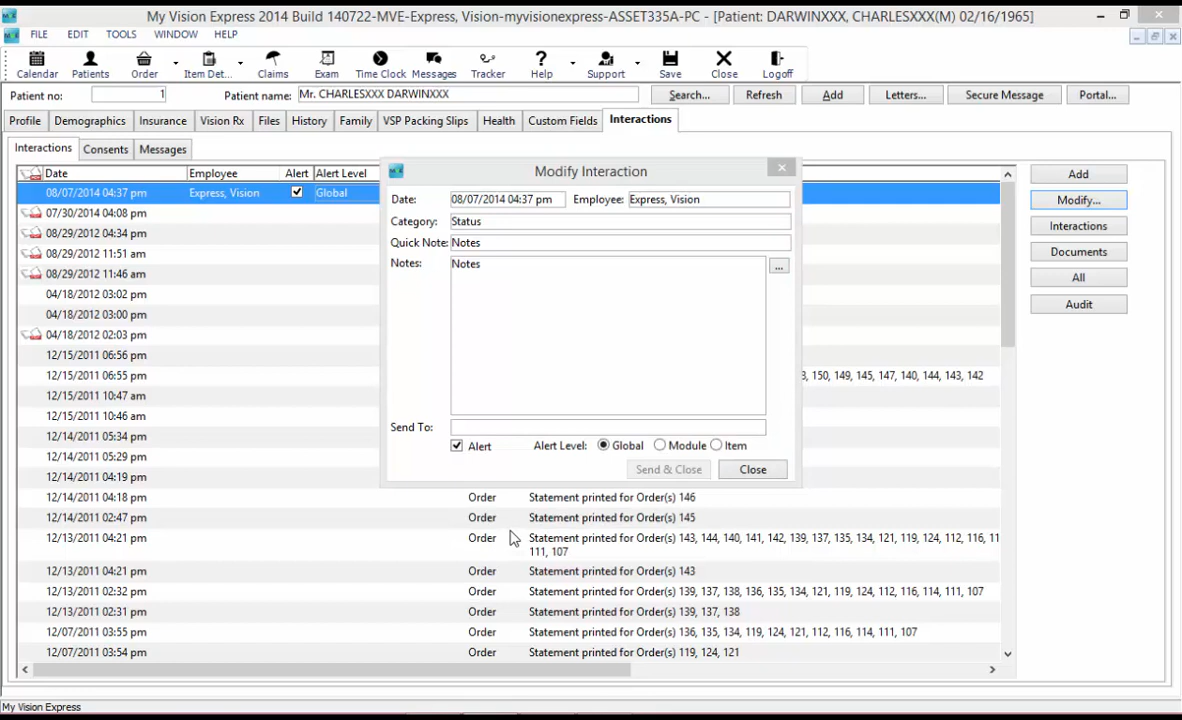 My Vision Express 2014 Build 140722-MVE-Express, Vision-myvisionexpress-ASSET335A-PC - [Patient: DARWINXXX, CHARLESXXX(M) 02/16/1965]
FILE EDIT TOOLS WINDOW HELP
Calendar Patients Order Item Det... Claims Exam Time Clock Messages Tracker Help Support Save Close Logoff
Patient no: 1 Patient name: Mr. CHARLESXXX DARWINXXX Search... Refresh Add Letters... Secure Message Portal...
Profile Demographics Insurance Vision Rx Files History Family VSP Packing Slips Health Custom Fields Interactions
Interactions Consents Messages
Date Employee Alert Alert Level
08/07/2014 04:37 pm Express, Vision Global
07/30/2014 04:08 pm
08/29/2012 04:34 pm
08/29/2012 11:51 am
08/29/2012 11:46 am
04/18/2012 03:02 pm
04/18/2012 03:00 pm
04/18/2012 02:03 pm
12/15/2011 06:56 pm
12/15/2011 06:55 pm 3, 150, 149, 145, 147, 140, 144, 143, 142
12/15/2011 10:47 am
12/15/2011 10:46 am
12/14/2011 05:34 pm
12/14/2011 05:29 pm
12/14/2011 04:19 pm
12/14/2011 04:18 pm Order Statement printed for Order(s) 146
12/14/2011 02:47 pm Order Statement printed for Order(s) 145
12/13/2011 04:21 pm Order Statement printed for Order(s) 143, 144, 140, 141, 142, 139, 137, 135, 134, 121, 119, 124, 112, 116, 11
111, 107
12/13/2011 04:21 pm Order Statement printed for Order(s) 143
12/13/2011 02:32 pm Order Statement printed for Order(s) 139, 137, 138, 136, 135, 134, 121, 119, 124, 112, 116, 114, 111, 107
12/13/2011 02:31 pm Order Statement printed for Order(s) 139, 137, 138
12/07/2011 03:55 pm Order Statement printed for Order(s) 136, 135, 134, 119, 124, 121, 112, 116, 114, 111, 107
12/07/2011 03:54 pm Order Statement printed for Order(s) 119, 124, 121
Modify Interaction
Date: 08/07/2014 04:37 pm Employee: Express, Vision
Category: Status
Quick Note: Notes
Notes: Notes
...
Send To:
Alert Alert Level: Global Module Item
Send & Close Close
Add
Modify...
Interactions
Documents
All
Audit
My Vision Express